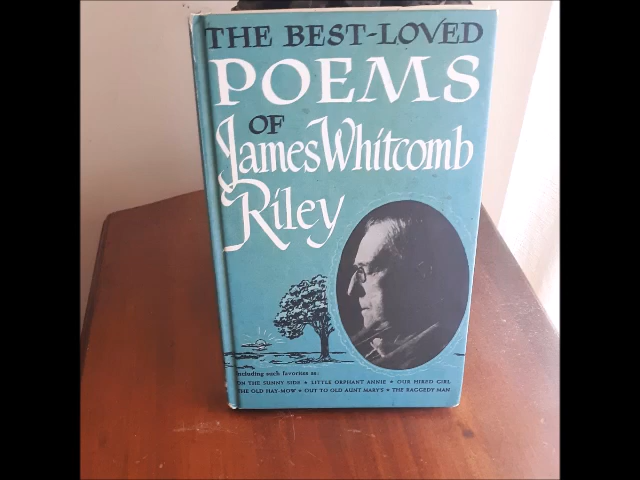 THE BEST-LOVED
POEMS
OF
James Whitcomb
Riley
Including such favorites as:
ON THE SUNNY SIDE • LITTLE ORPHANT ANNIE • OUR HIRED GIRL
THE OLD HAY-MOW • OUT TO OLD AUNT MARY'S • THE RAGGEDY MAN